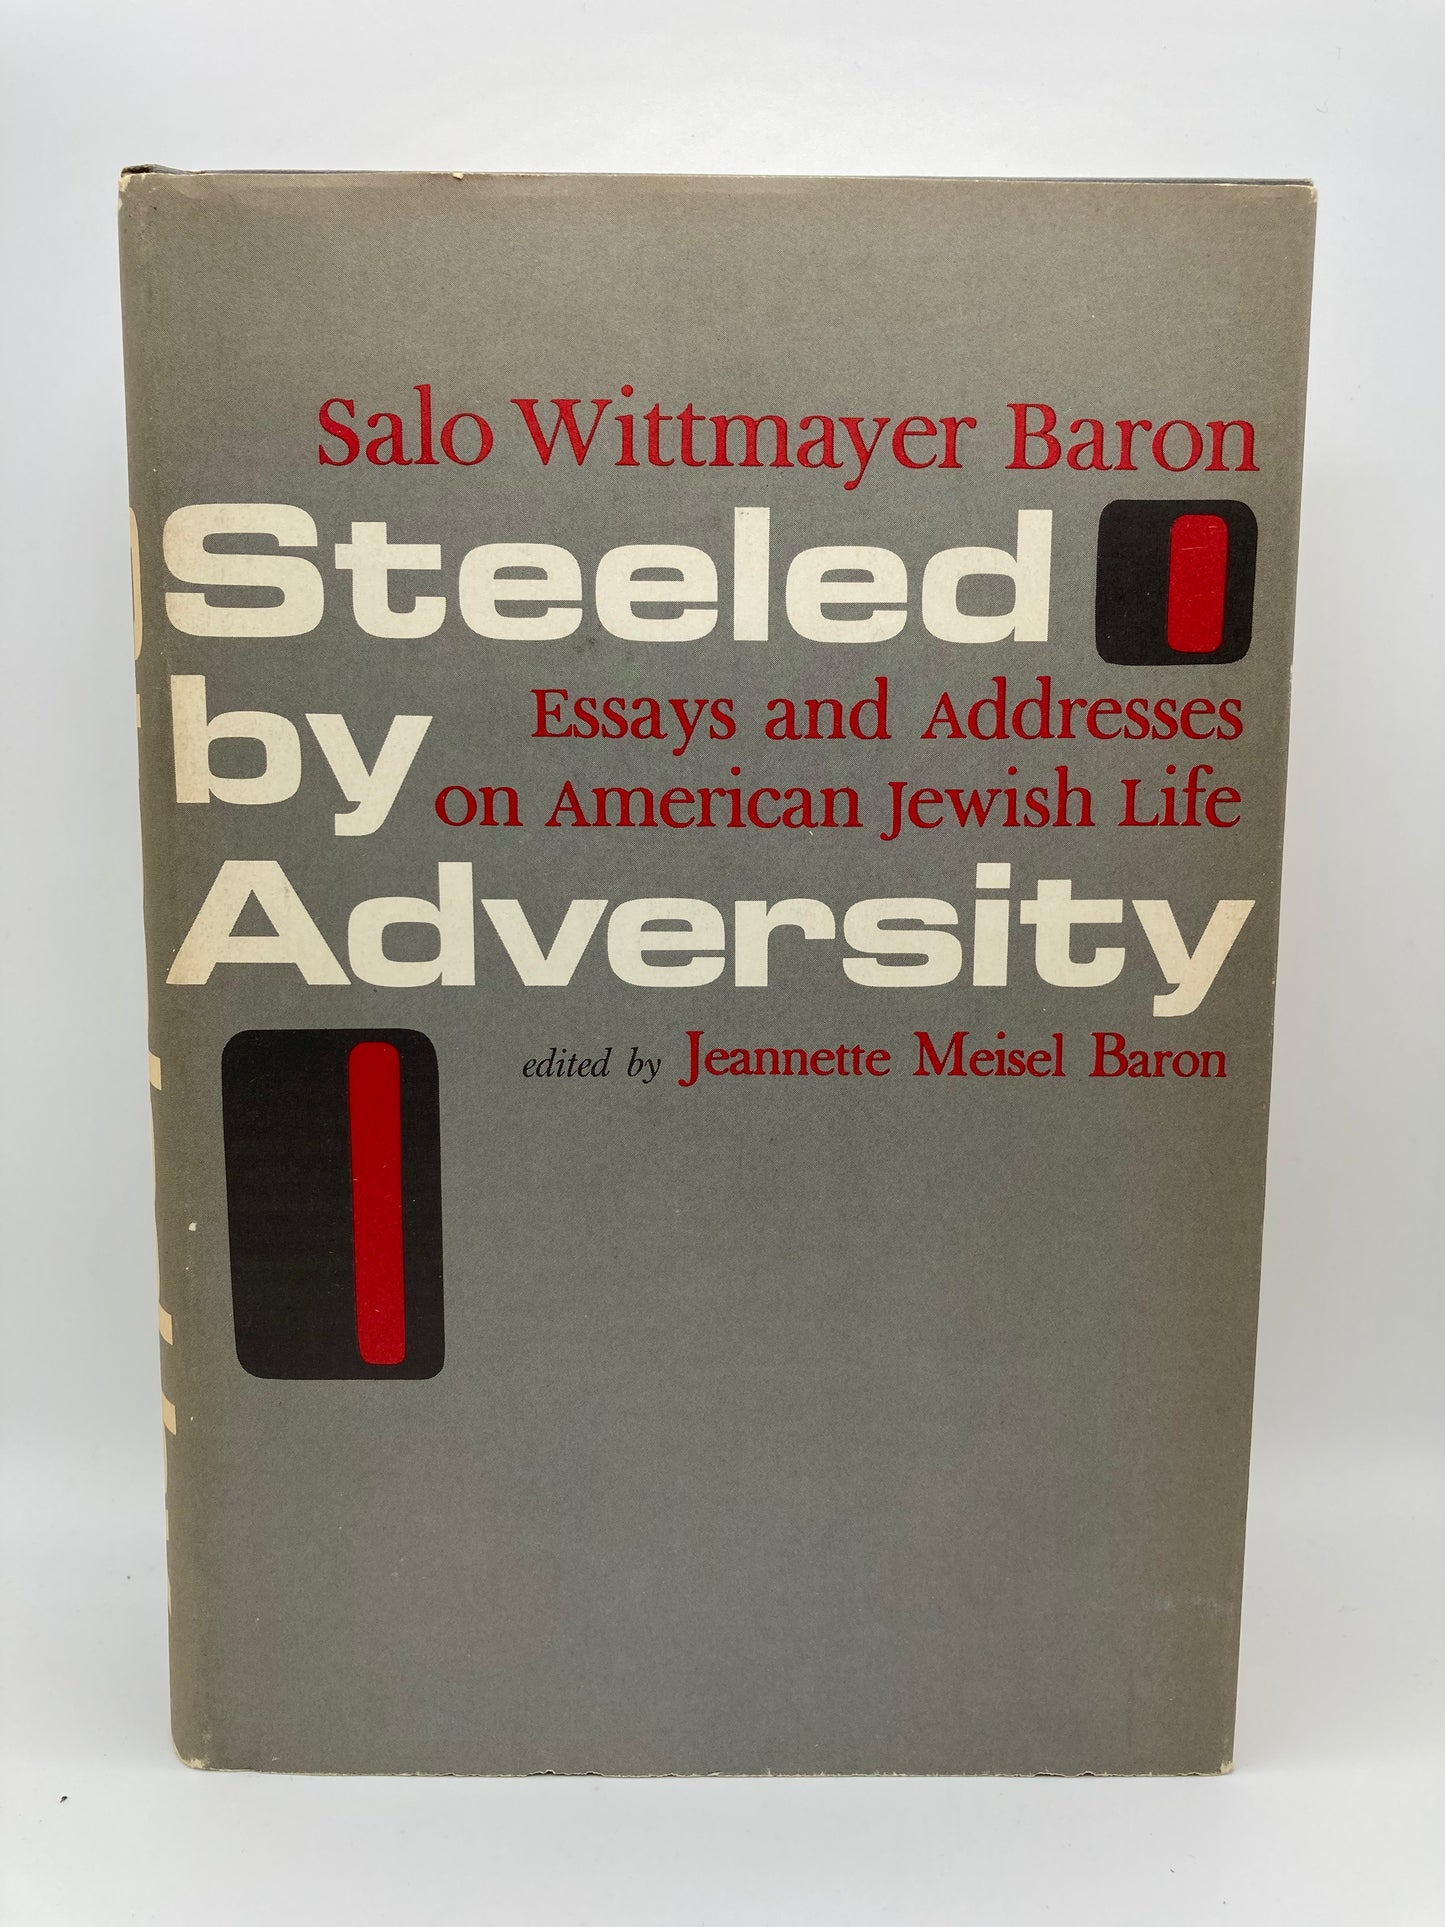 Salo Wittmayer Baron
Steeled
by
Essays and Addresses
on American Jewish Life
Adversity
edited by Jeannette Meisel Baron